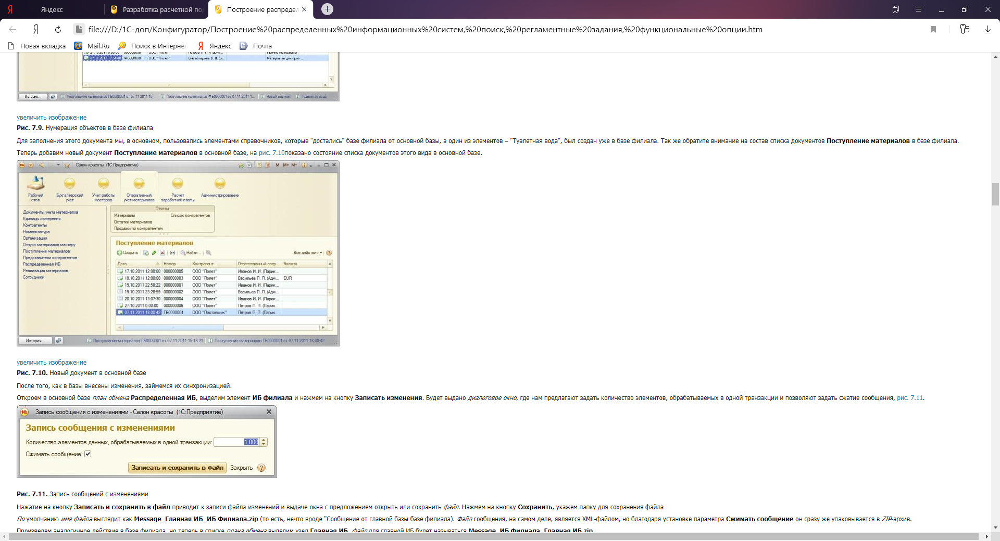 Яндекс
Разработка расчетной по
Построение распредел
file:///D:/1С-доп/Конфигуратор/Построение%20распределенных%20информационных%20систем,%20поиск,%20регламентные%20задания,%20функциональные%20опции.htm
Новая вкладка Mail.Ru Поиск в Интернет Яндекс Почта
07.11.2011 17:54:40 ФБ0000001 ООО "Полет" Бухгалтерова В. В. (Б... Материалы для прои...
История... Поступление материалов ГБ0000001 от 07.11.2011 15... Поступление материалов ФБ0000001 от 07.11.2011 1... Новый элемент Туалетная вода
увеличить изображение
Рис. 7.9. Нумерация объектов в базе филиала
Для заполнения этого документа мы, в основном, пользовались элементами справочников, которые "достались" базе филиала от основной базы, а один из элементов – "Туалетная вода", был создан уже в базе филиала. Так же обратите внимание на состав списка документов Поступление материалов в базе филиала.
Теперь добавим новый документ Поступление материалов в основной базе, на рис. 7.10показано состояние списка документов этого вида в основной базе.
Салон красоты (1С:Предприятие) M M+ M-
Рабочий стол
Бухгалтерский учет
Учет работы мастеров
Оперативный учет материалов
Расчет заработной платы
Администрирование
Документы учета материалов
Единицы измерения
Контрагенты
Номенклатура
Организации
Отпуск материалов мастеру
Поступление материалов
Представители контрагентов
Распределенная ИБ
Реализация материалов
Сотрудники
Отчеты
Материалы Список контрагентов
Остатки материалов
Продажи по контрагентам
Поступление материалов
Создать Найти... Все действия
Дата Номер Контрагент Ответственный сотр... Валюта
17.10.2011 12:00:00 000000005 ООО "Полет" Иванов И. И. (Парик...
18.10.2011 12:00:00 000000003 ООО "Полет" Васильев П. П. (Адм... EUR
19.10.2011 22:58:22 000000001 ООО "Полет" Иванов И. И. (Парик...
19.10.2011 23:28:59 000000002 ООО "Полет" Васильев П. П. (Адм...
20.10.2011 13:07:30 000000004 ООО "Полет" Иванов И. И. (Парик...
27.10.2011 0:00:00 000000006 ООО "Полет" Петров П. П. (Парик...
07.11.2011 18:00:42 ГБ0000001 ООО "Поставщик" Петров П. П. (Парик...
История... Поступление материалов ГБ0000001 от 07.11.2011 15:13:21 Поступление материалов ГБ0000001 от 07.11.2011 18:00:42
увеличить изображение
Рис. 7.10. Новый документ в основной базе
После того, как в базы внесены изменения, займемся их синхронизацией.
Откроем в основной базе план обмена Распределенная ИБ, выделим элемент ИБ филиала и нажмем на кнопку Записать изменения. Будет выдано диалоговое окно, где нам предлагают задать количество элементов, обрабатываемых в одной транзакции и позволяют задать сжатие сообщения, рис. 7.11.
Запись сообщения с изменениями - Салон красоты (1С:Предприятие)
Запись сообщения с изменениями
Количество элементов данных, обрабатываемых в одной транзакции: 1 000
Сжимать сообщение:
Записать и сохранить в файл Закрыть ?
Рис. 7.11. Запись сообщений с изменениями
Нажатие на кнопку Записать и сохранить в файл приводит к записи файла изменений и выдаче окна с предложением открыть или сохранить файл. Нажмем на кнопку Сохранить, укажем папку для сохранения файла
По умолчанию имя файла выглядит как Message_Главная ИБ_ИБ Филиала.zip (то есть, нечто вроде "Сообщение от главной базы базе филиала). Файл сообщения, на самом деле, является XML-файлом, но благодаря установке параметра Сжимать сообщение он сразу же упаковывается в ZIP-архив.
Произведем аналогичное действие в базе филиала, но теперь в списке плана обмена выделим узел Главная ИБ, файл для главной ИБ будет называться Message_ИБ Филиала_Главная ИБ.zip